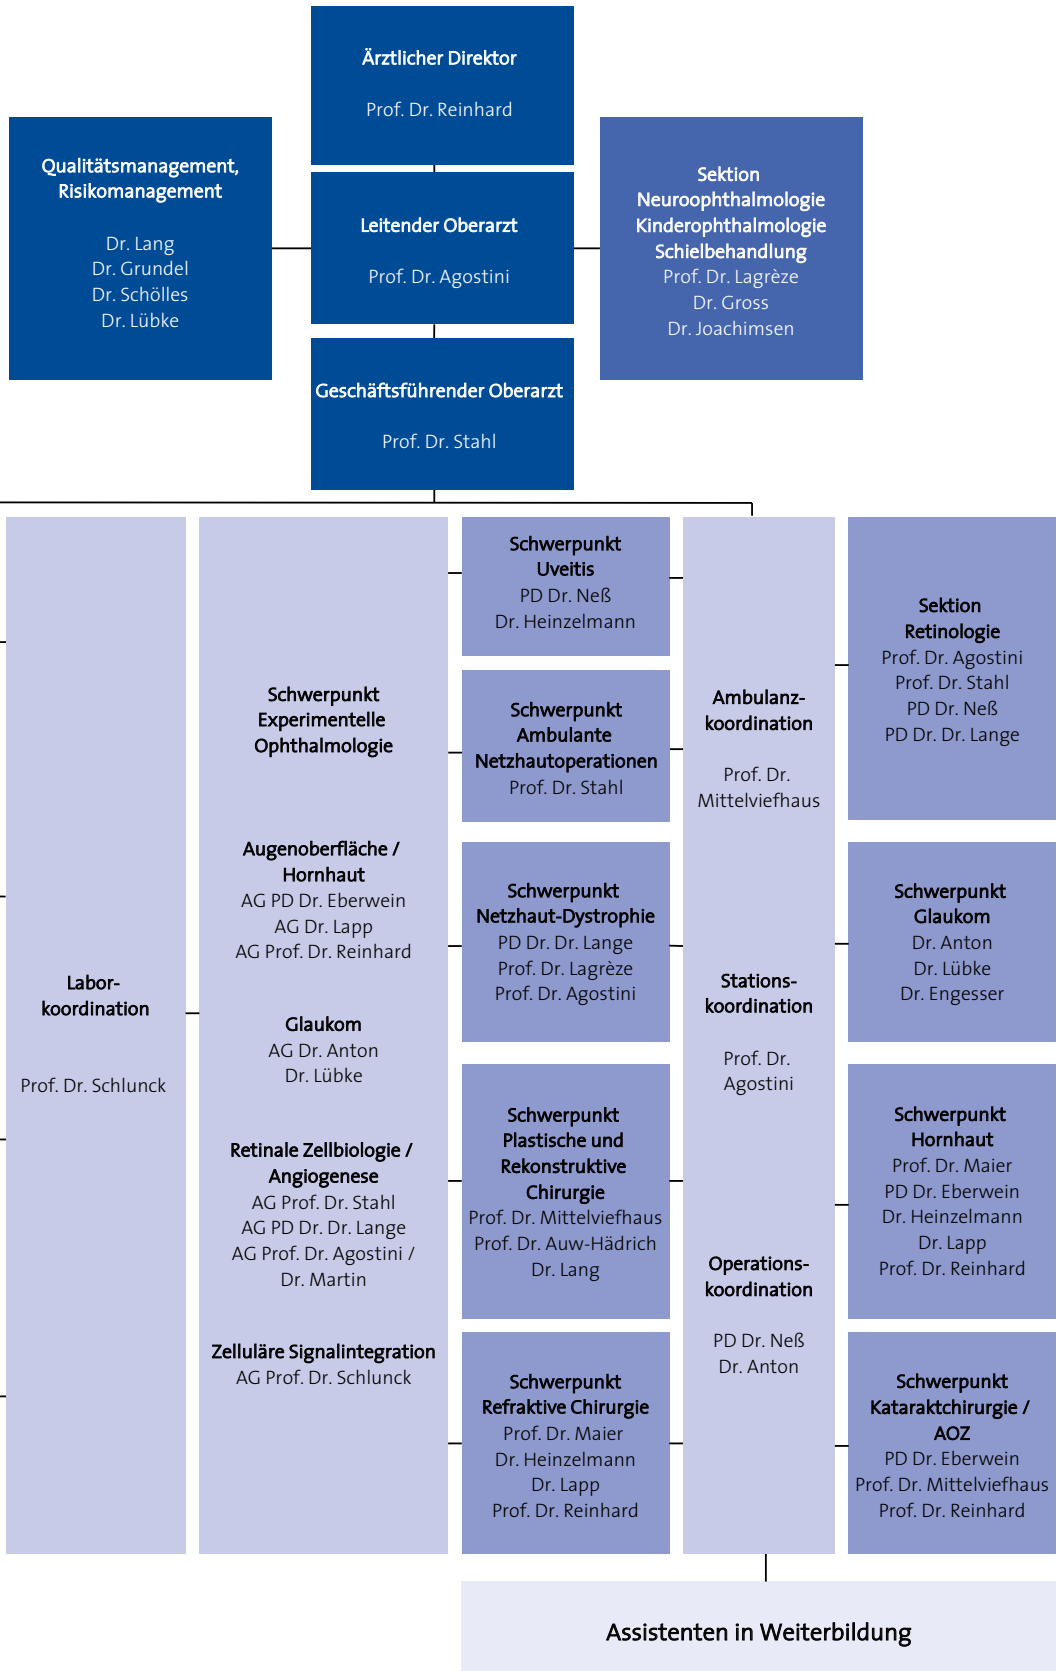 Ärztlicher Direktor
Prof. Dr. Reinhard
Qualitätsmanagement,
Risikomanagement
Dr. Lang
Dr. Grundel
Dr. Schölles
Dr. Lübke
Leitender Oberarzt
Prof. Dr. Agostini
Sektion
Neuroophthalmologie
Kinderophthalmologie
Schielbehandlung
Prof. Dr. Lagrèze
Dr. Gross
Dr. Joachimsen
Geschäftsführender Oberarzt
Prof. Dr. Stahl
Labor-
koordination
Prof. Dr. Schlunck
Schwerpunkt
Experimentelle
Ophthalmologie
Augenoberfläche /
Hornhaut
AG PD Dr. Eberwein
AG Dr. Lapp
AG Prof. Dr. Reinhard
Glaukom
AG Dr. Anton
Dr. Lübke
Retinale Zellbiologie /
Angiogenese
AG Prof. Dr. Stahl
AG PD Dr. Dr. Lange
AG Prof. Dr. Agostini /
Dr. Martin
Zelluläre Signalintegration
AG Prof. Dr. Schlunck
Schwerpunkt
Uveitis
PD Dr. Neß
Dr. Heinzelmann
Schwerpunkt
Ambulante
Netzhautoperationen
Prof. Dr. Stahl
Schwerpunkt
Netzhaut-Dystrophie
PD Dr. Dr. Lange
Prof. Dr. Lagrèze
Prof. Dr. Agostini
Schwerpunkt
Plastische und
Rekonstruktive
Chirurgie
Prof. Dr. Mittelviefhaus
Prof. Dr. Auw-Hädrich
Dr. Lang
Schwerpunkt
Refraktive Chirurgie
Prof. Dr. Maier
Dr. Heinzelmann
Dr. Lapp
Prof. Dr. Reinhard
Ambulanz-
koordination
Prof. Dr.
Mittelviefhaus
Stations-
koordination
Prof. Dr.
Agostini
Operations-
koordination
PD Dr. Neß
Dr. Anton
Sektion
Retinologie
Prof. Dr. Agostini
Prof. Dr. Stahl
PD Dr. Neß
PD Dr. Dr. Lange
Schwerpunkt
Glaukom
Dr. Anton
Dr. Lübke
Dr. Engesser
Schwerpunkt
Hornhaut
Prof. Dr. Maier
PD Dr. Eberwein
Dr. Heinzelmann
Dr. Lapp
Prof. Dr. Reinhard
Schwerpunkt
Kataraktchirurgie /
AOZ
PD Dr. Eberwein
Prof. Dr. Mittelviefhaus
Prof. Dr. Reinhard
Assistenten in Weiterbildung